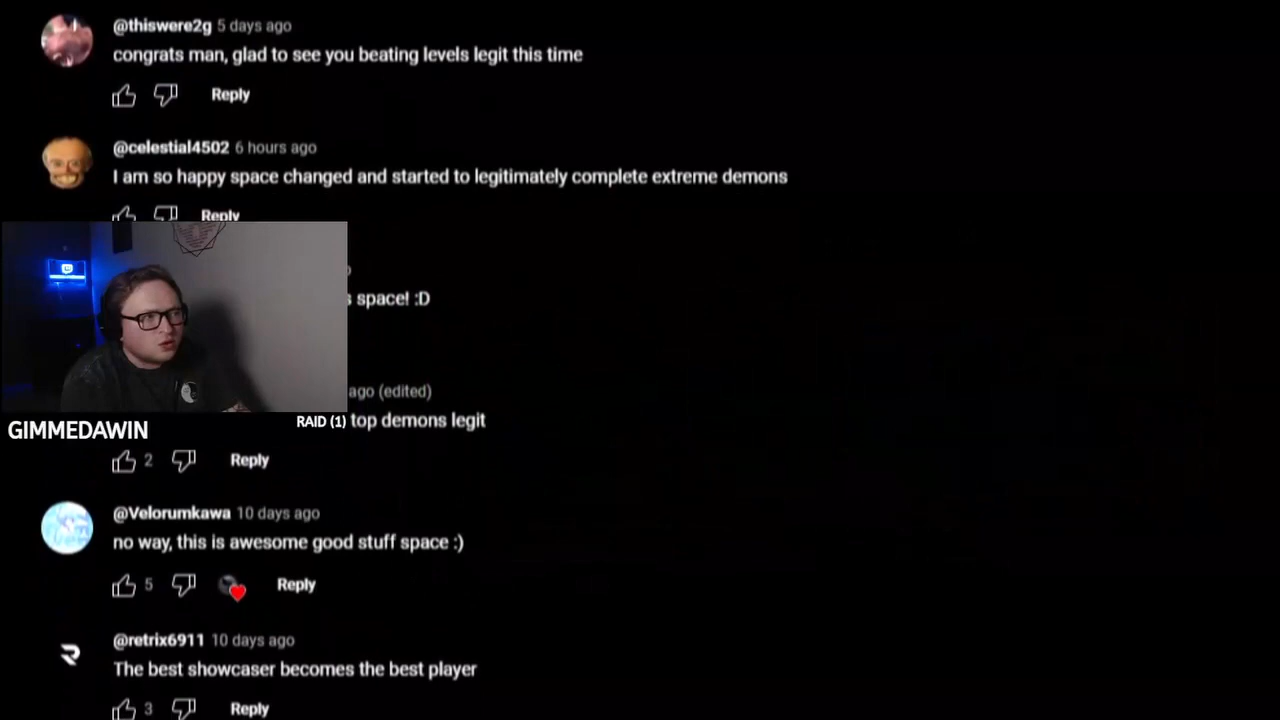 @thiswere2g 5 days ago
congrats man, glad to see you beating levels legit this time
Reply
@celestial4502 6 hours ago
I am so happy space changed and started to legitimately complete extreme demons
Reply
space! :D
ago (edited)
top demons legit
GIMMEDAWIN
RAID (1)
2 Reply
@Velorumkawa 10 days ago
no way, this is awesome good stuff space :)
5 Reply
@retrix6911 10 days ago
The best showcaser becomes the best player
3 Reply